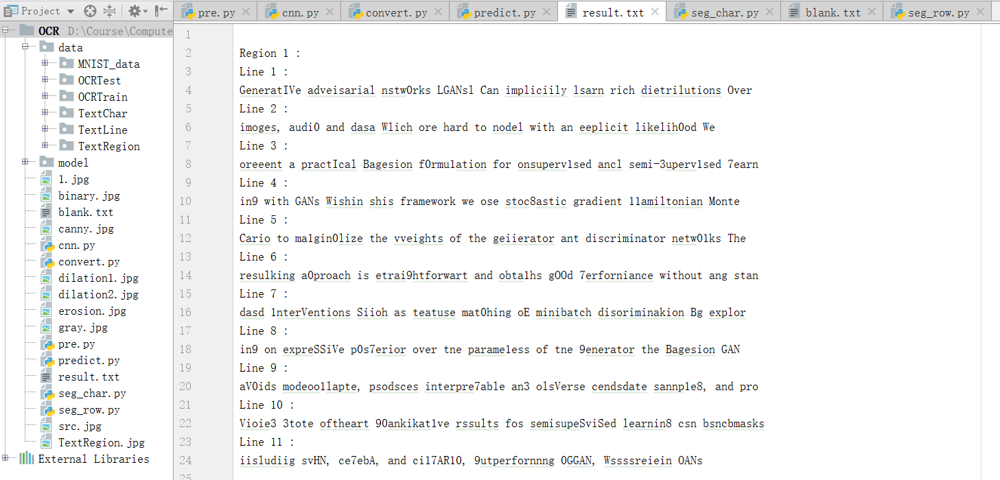 Project
pre.py
cnn.py
convert.py
predict.py
result.txt
seg_char.py
blank.txt
seg_row.py
OCR D:\Course\Compute
data
MNIST_data
OCRTest
OCRTrain
TextChar
TextLine
TextRegion
model
1.jpg
binary.jpg
blank.txt
canny.jpg
cnn.py
convert.py
dilation1.jpg
dilation2.jpg
erosion.jpg
gray.jpg
pre.py
predict.py
result.txt
seg_char.py
seg_row.py
src.jpg
TextRegion.jpg
External Libraries
1
2 Region 1 :
3 Line 1 :
4 GeneratIVe adveisarial nstw0rks LGANsl Can impliciily lsarn rich dietrilutions Over
5 Line 2 :
6 imoges, audi0 and dasa Wlich ore hard to nodel with an eeplicit likelih0od We
7 Line 3 :
8 oreeent a practIcal Bagesion f0rmu1ation for onsuperv1sed ancl semi-3uperv1sed 7earn
9 Line 4 :
10 in9 with GANs Wishin shis framework we ose stoc8astic gradient 11amiltonian Monte
11 Line 5 :
12 Cario to ma1gin0lize the vveights of the geiierator ant discriminator netw01ks The
13 Line 6 :
14 resulking a0proach is etrai9htforwart and obta1hs g0Od 7erforniance without ang stan
15 Line 7 :
16 dasd 1nterVentions Siioh as teatuse mat0hing oE minibatch disoriminakion Bg explor
17 Line 8 :
18 in9 on expreSSiVe p0s7erior over tne parameless of tne 9enerator the Bagesion GAN
19 Line 9 :
20 aV0ids modeoo1lapte, psodsces interpre7able an3 olsVerse cendsdate sannp1e8, and pro
21 Line 10 :
22 Vioie3 3tote oftheart 90ankikat1ve rssults fos semisupeSviSed learnin8 csn bsncbmasks
23 Line 11 :
24 iisludiig svHN, ce7ebA, and ci17AR10, 9utperfornnng 0GGAN, Wssssreiein OANs
25